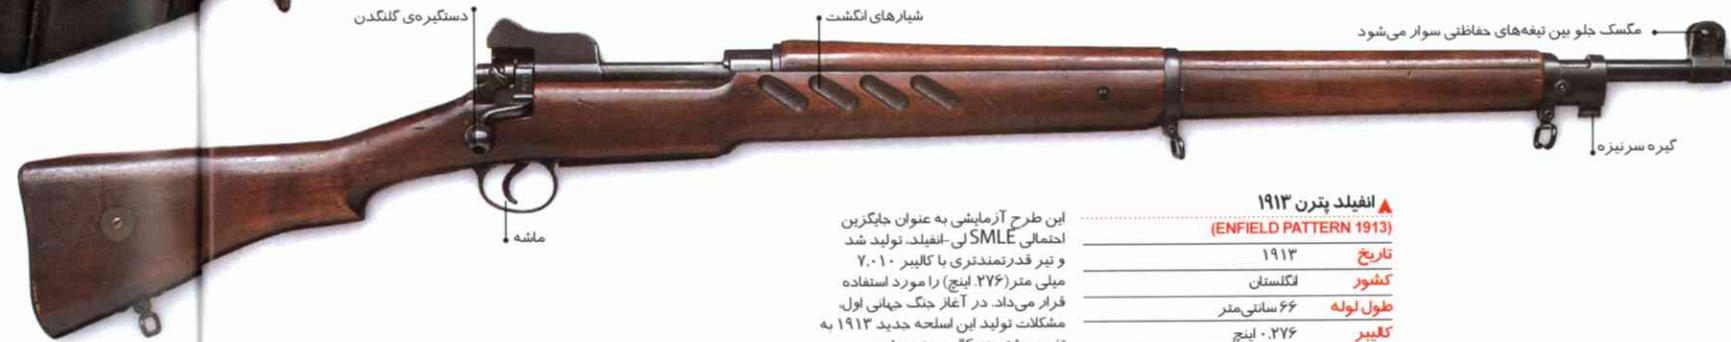 دستگیره‌ی گلنگدن
شیارهای انگشت
مگسک جلو بین تیغه‌های حفاظتی سوار می‌شود
گیره سرنیزه
ماشه
انفیلد پترن ۱۹۱۳
(ENFIELD PATTERN 1913)
تاریخ ۱۹۱۳
کشور انگلستان
طول لوله ۶۶ سانتی‌متر
کالیبر ۰.۲۷۶ اینچ
این طرح آزمایشی به عنوان جایگزین
احتمالی SMLE لی-انفیلد، تولید شد
و تیر قدرتمندتری با کالیبر ۷.۰۱۰
میلی متر(۲۷۶. اینچ) را مورد استفاده
قرار می‌داد. در آغاز جنگ جهانی اول،
مشکلات تولید این اسلحه جدید ۱۹۱۳ به